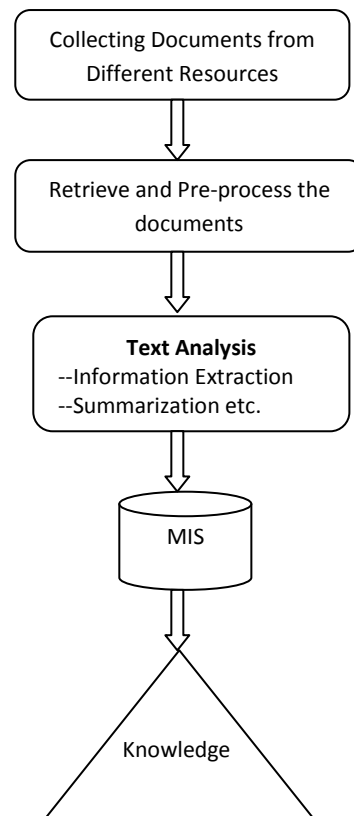 Collecting Documents from
Different Resources
Retrieve and Pre-process the
documents
Text Analysis
--Information Extraction
--Summarization etc.
MIS
Knowledge